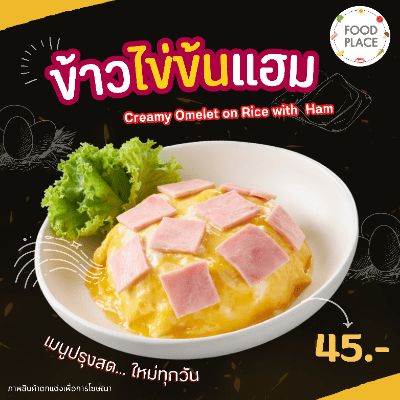 FOOD
PLACE
ข้าวไข่ข้นแฮม
Creamy Omelet on Rice with Ham
เมนูปรุงสด... ใหม่ทุกวัน
45.-
ภาพสินค้าตกแต่งเพื่อการโฆษณา